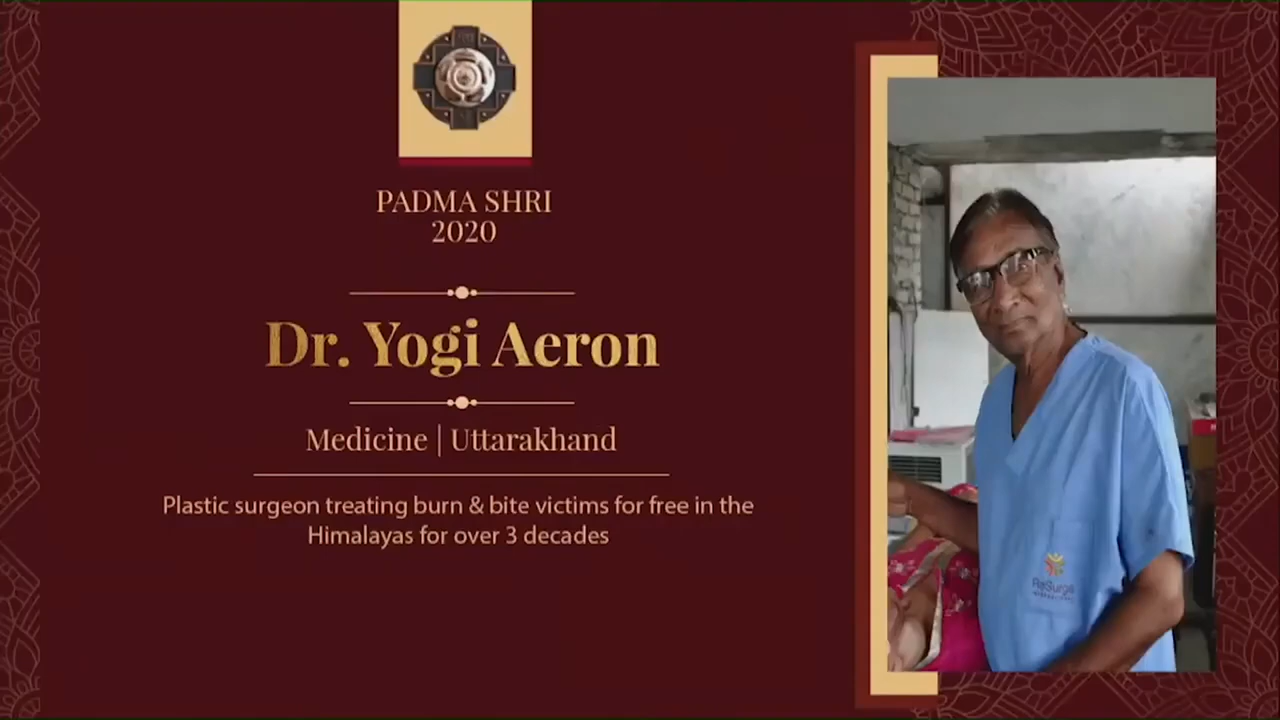 PADMA SHRI
2020
Dr. Yogi Aeron
Medicine | Uttarakhand
Plastic surgeon treating burn & bite victims for free in the
Himalayas for over 3 decades